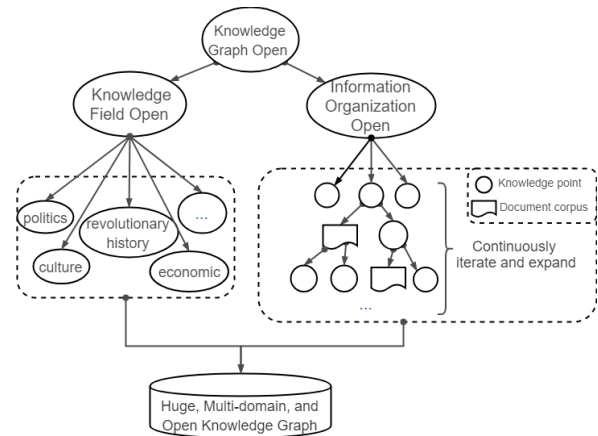 Knowledge
Graph Open
Knowledge
Field Open
Information
Organization
Open
politics
revolutionary
history
...
culture
economic
Knowledge point
Document corpus
Continuously
iterate and expand
...
Huge, Multi-domain, and
Open Knowledge Graph